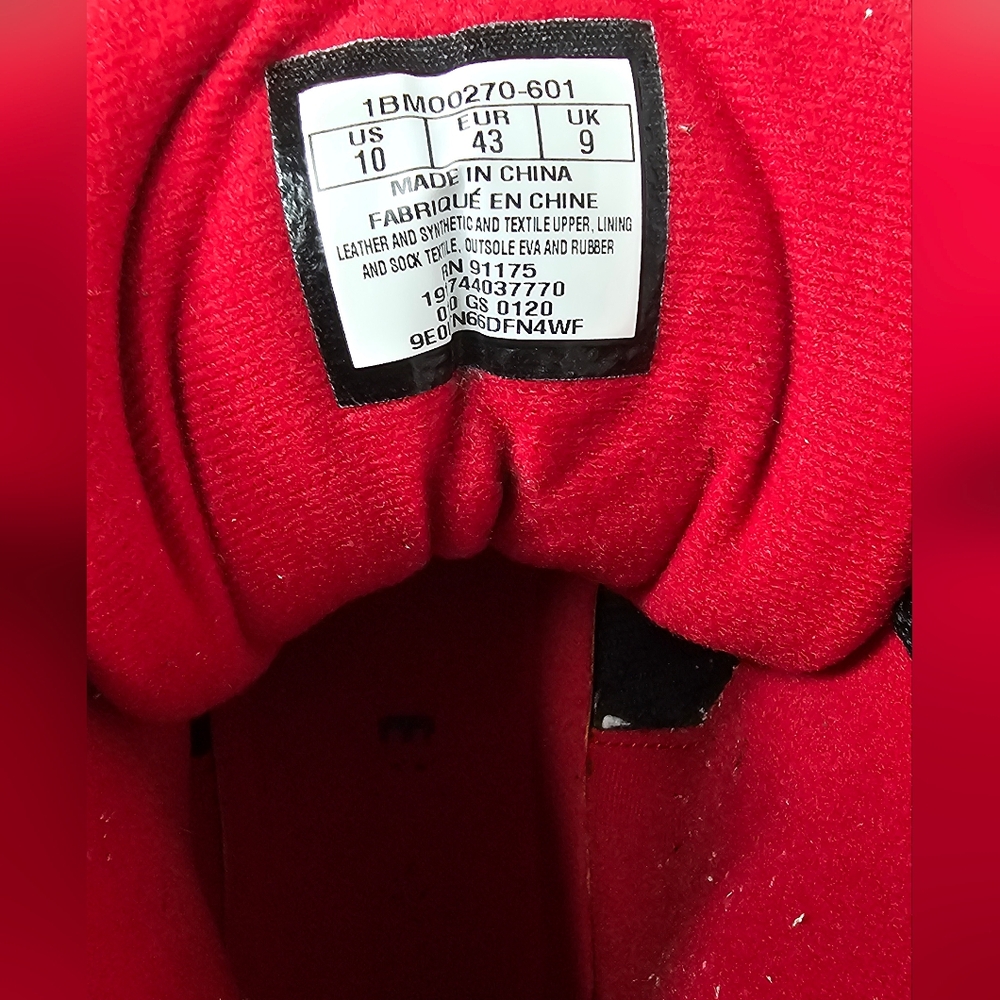 1BM00270-601
US EUR UK
10 43 9
MADE IN CHINA
FABRIQUÉ EN CHINE
LEATHER AND SYNTHETIC AND TEXTILE UPPER, LINING
AND SOCK TEXTILE, OUTSOLE EVA AND RUBBER
RN 91175
GS 0120